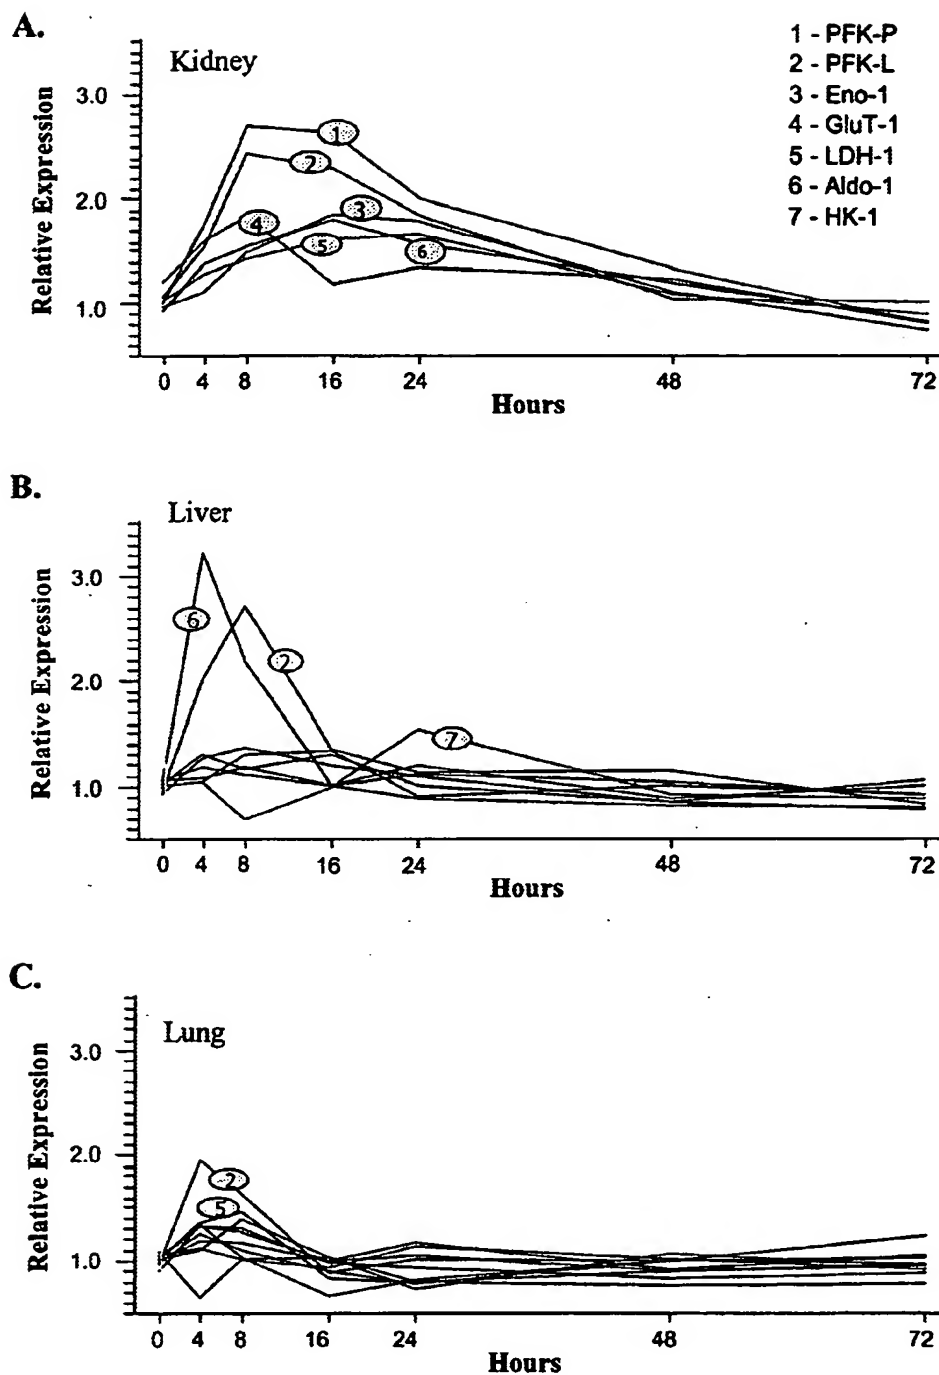 A.
Kidney
1 - PFK-P
2 - PFK-L
3 - Eno-1
4 - GluT-1
5 - LDH-1
6 - Aldo-1
7 - HK-1
Relative Expression
3.0
2.0
1.0
1
2
3
4
5
6
0 4 8 16 24 48 72
Hours
B.
Liver
Relative Expression
3.0
2.0
1.0
6
2
7
0 4 8 16 24 48 72
Hours
C.
Lung
Relative Expression
3.0
2.0
1.0
2
5
0 4 8 16 24 48 72
Hours